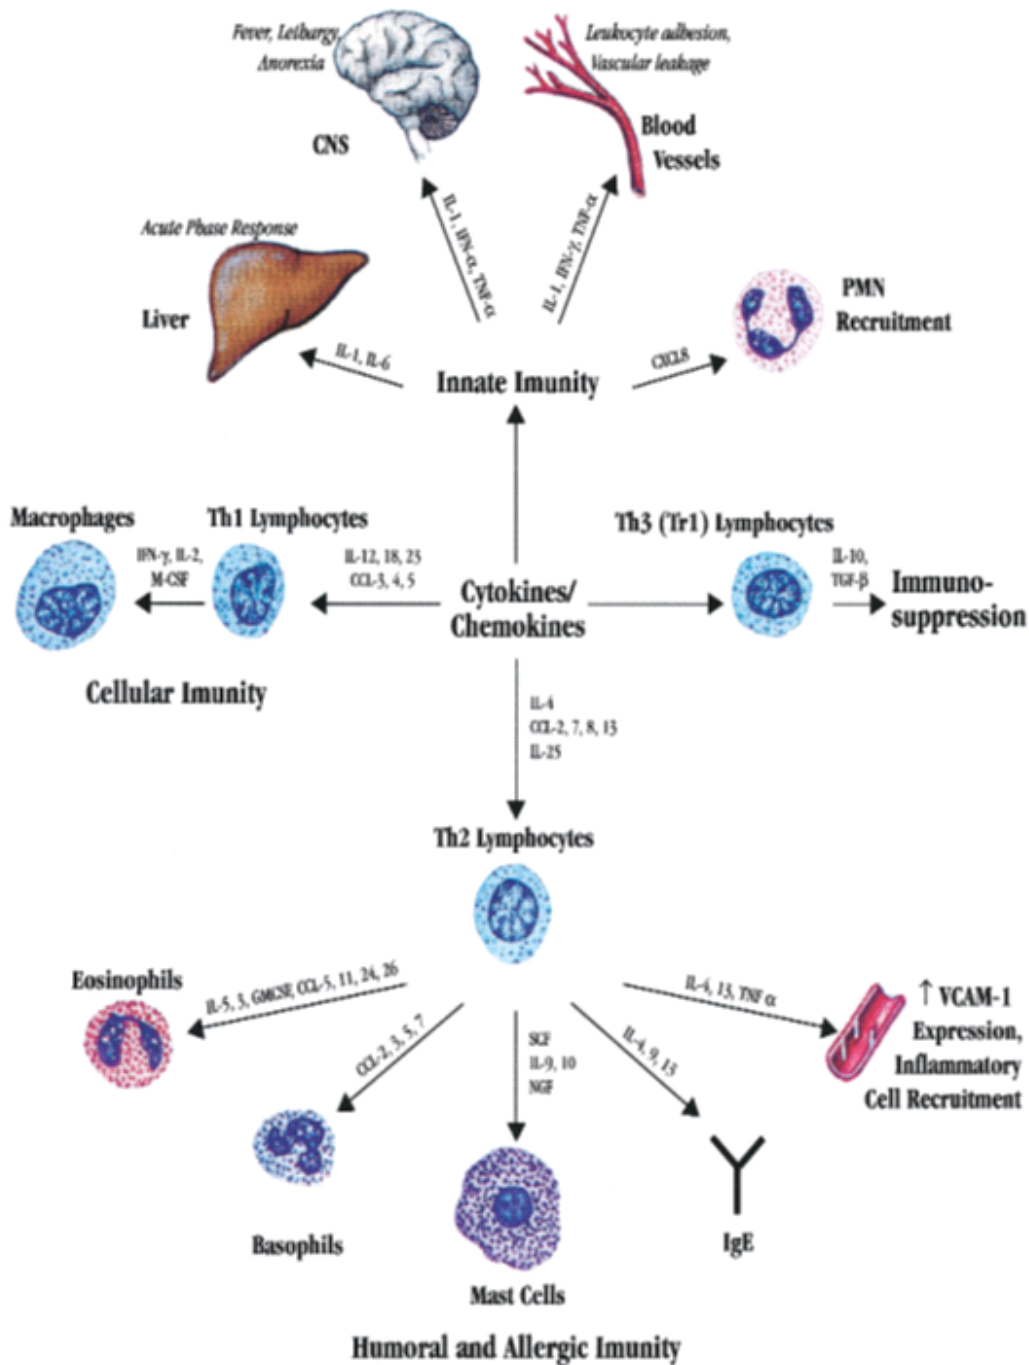 Fever, Lethargy,
Anorexia
CNS
Leukocyte adhesion,
Vascular leakage
Blood
Vessels
IL-1, IFN-α, TNF-α
IL-1, IFN-γ, TNF-α
Acute Phase Response
Liver
IL-1, IL-6
PMN
Recruitment
CXCL8
Innate Imunity
Macrophages
Th1 Lymphocytes
Th3 (Tr1) Lymphocytes
IFN-γ, IL-2,
M-CSF
IL-12, 18, 23
CCL-3, 4, 5
Cytokines/
Chemokines
IL-10,
TGF-β
Immuno-
suppression
Cellular Imunity
IL-4
CCL-2, 7, 8, 13
IL-25
Th2 Lymphocytes
Eosinophils
IL-5, 3, GMCSF, CCL-5, 11, 24, 26
CCL-2, 3, 5, 7
SCF
IL-9, 10
NGF
IL-4, 9, 13
IL-4, 13, TNF α
↑ VCAM-1
Expression,
Inflammatory
Cell Recruitment
Basophils
Mast Cells
IgE
Humoral and Allergic Imunity